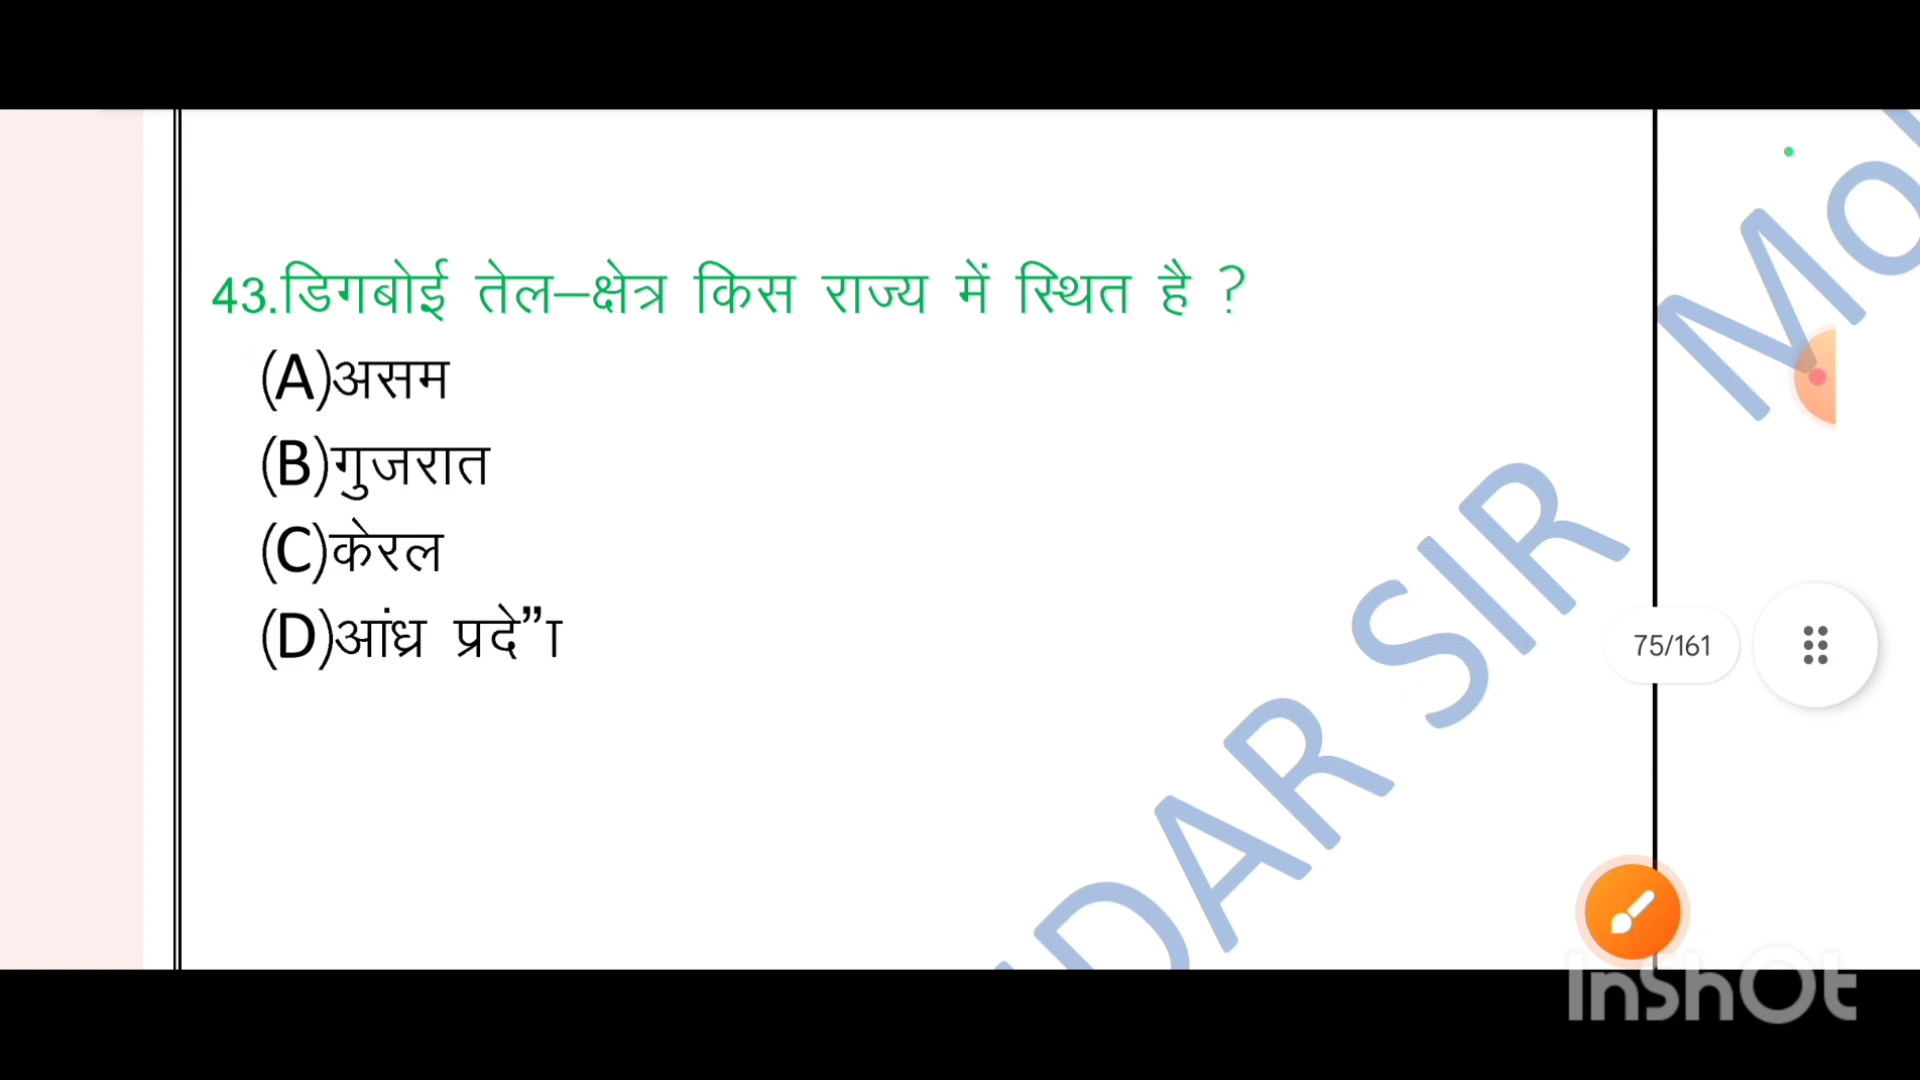 43.डिगबोई तेल–क्षेत्र किस राज्य में स्थित है ?
(A)असम
(B)गुजरात
(C)केरल
(D)आंध्र प्रदे”ा
75/161
DAR SIR
Mo
InShOt